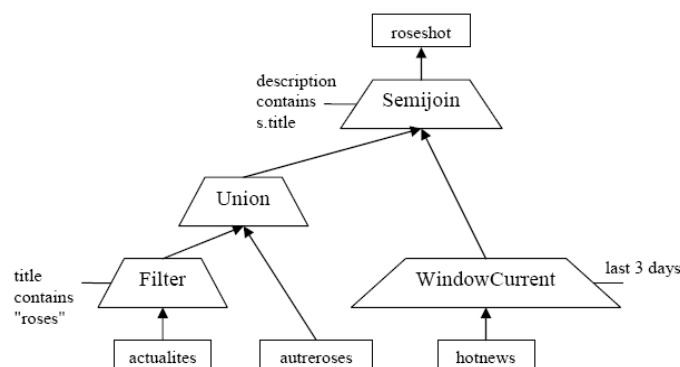 roseshot
description
contains
s.title
Semijoin
Union
title
contains
"roses"
Filter
WindowCurrent
last 3 days
actualites
autreroses
hotnews